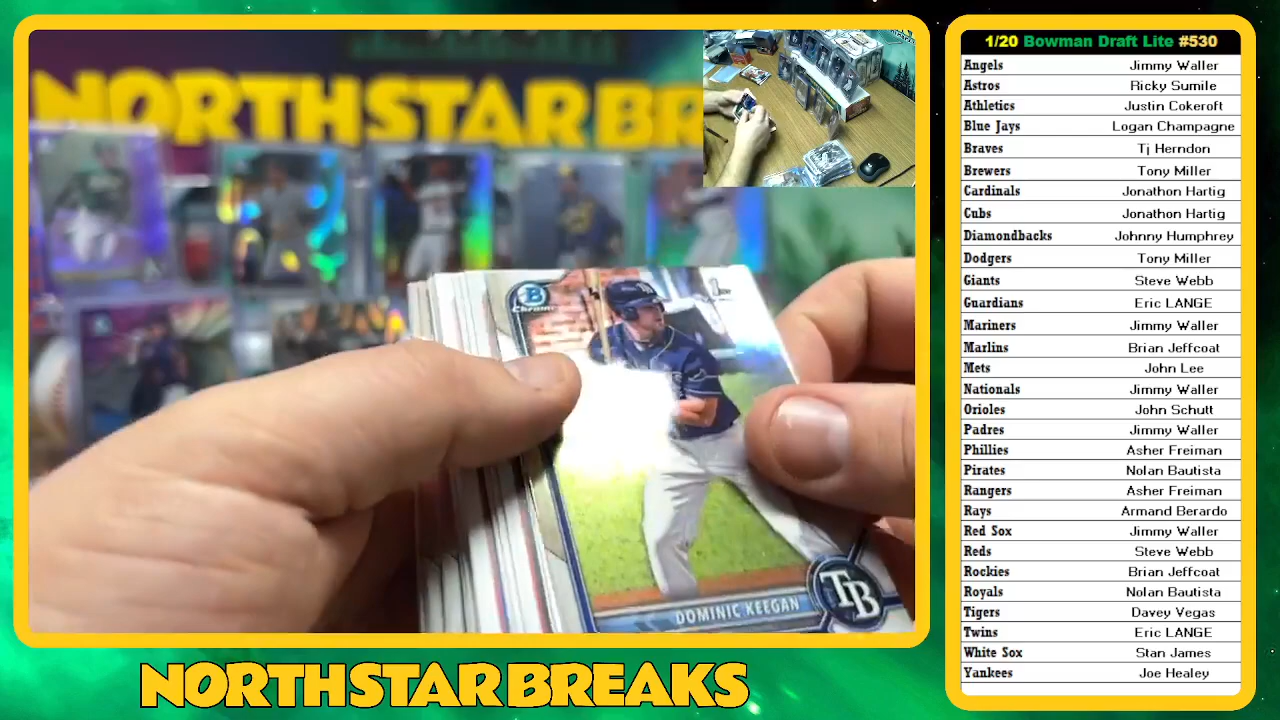 NORTHSTAR BREAKS
Chrome
1st
TB
DOMINIC KEEGAN
TB
NORTHSTAR BREAKS
1/20 Bowman Draft Lite #530
Angels Jimmy Waller
Astros Ricky Sumile
Athletics Justin Cokeroft
Blue Jays Logan Champagne
Braves Tj Herndon
Brewers Tony Miller
Cardinals Jonathon Hartig
Cubs Jonathon Hartig
Diamondbacks Johnny Humphrey
Dodgers Tony Miller
Giants Steve Webb
Guardians Eric LANGE
Mariners Jimmy Waller
Marlins Brian Jeffcoat
Mets John Lee
Nationals Jimmy Waller
Orioles John Schutt
Padres Jimmy Waller
Phillies Asher Freiman
Pirates Nolan Bautista
Rangers Asher Freiman
Rays Armand Berardo
Red Sox Jimmy Waller
Reds Steve Webb
Rockies Brian Jeffcoat
Royals Nolan Bautista
Tigers Davey Vegas
Twins Eric LANGE
White Sox Stan James
Yankees Joe Healey